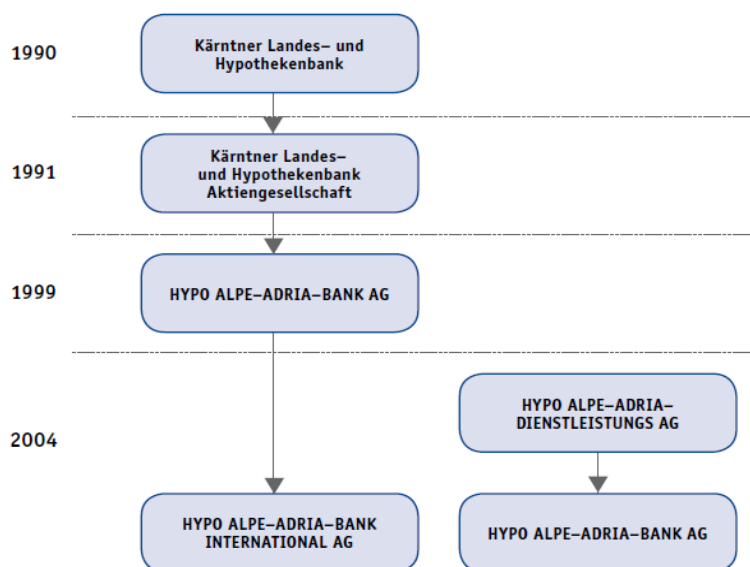 1990
Kärntner Landes– und
Hypothekenbank
1991
Kärntner Landes–
und Hypothekenbank
Aktiengesellschaft
1999
HYPO ALPE–ADRIA–BANK AG
2004
HYPO ALPE–ADRIA–
DIENSTLEISTUNGS AG
HYPO ALPE–ADRIA–BANK
INTERNATIONAL AG
HYPO ALPE–ADRIA–BANK AG